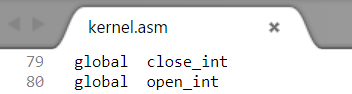 kernel.asm
79 global close_int
80 global open_int